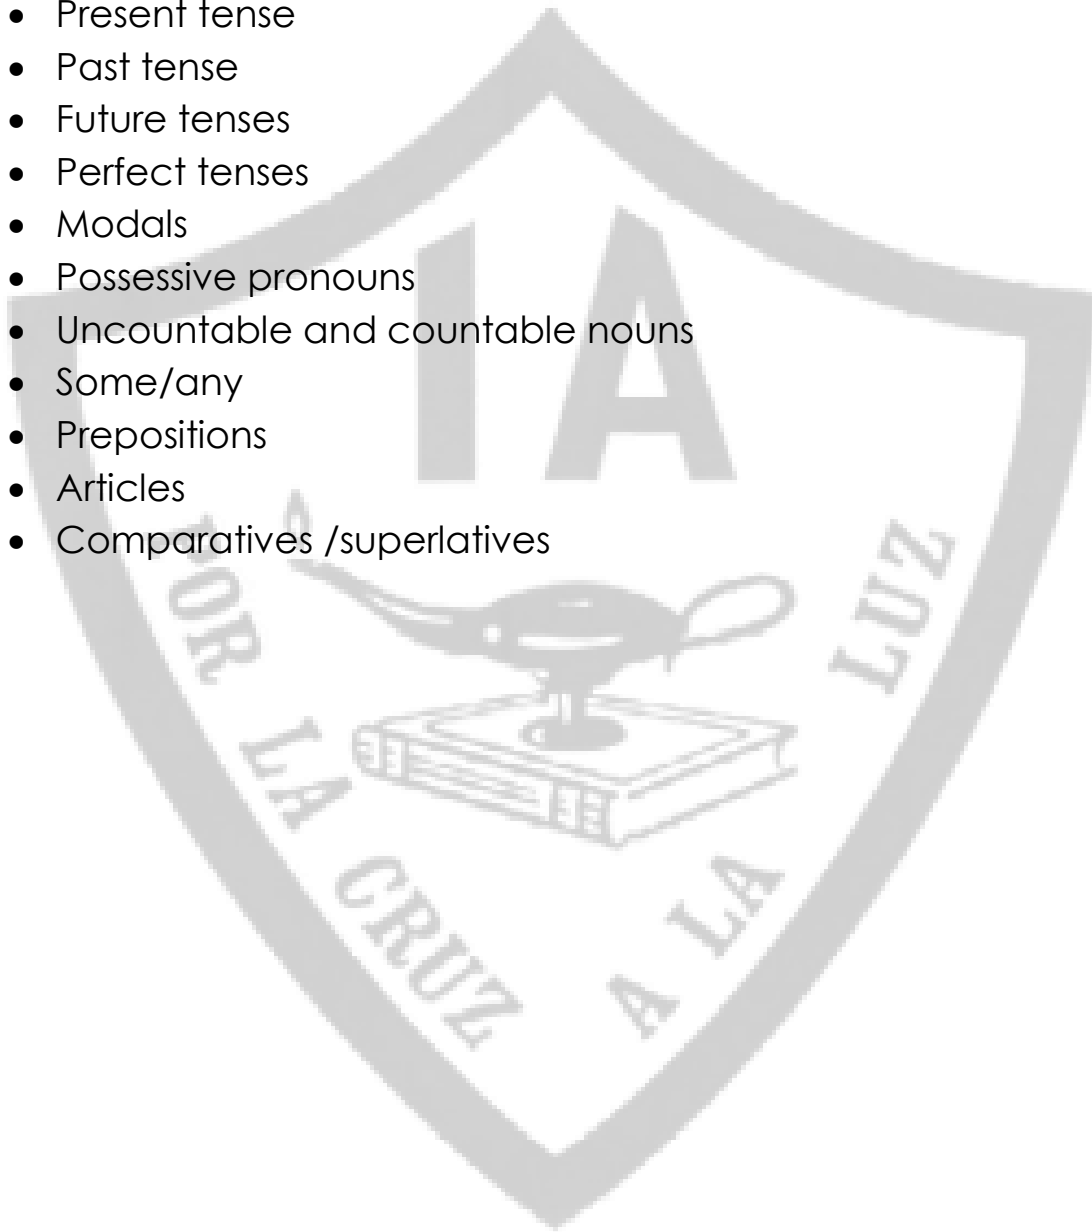 • Present tense
• Past tense
• Future tenses
• Perfect tenses
• Modals
• Possessive pronouns
• Uncountable and countable nouns
• Some/any
• Prepositions
• Articles
• Comparatives /superlatives
IA
POR LA CRUZ A LA LUZ